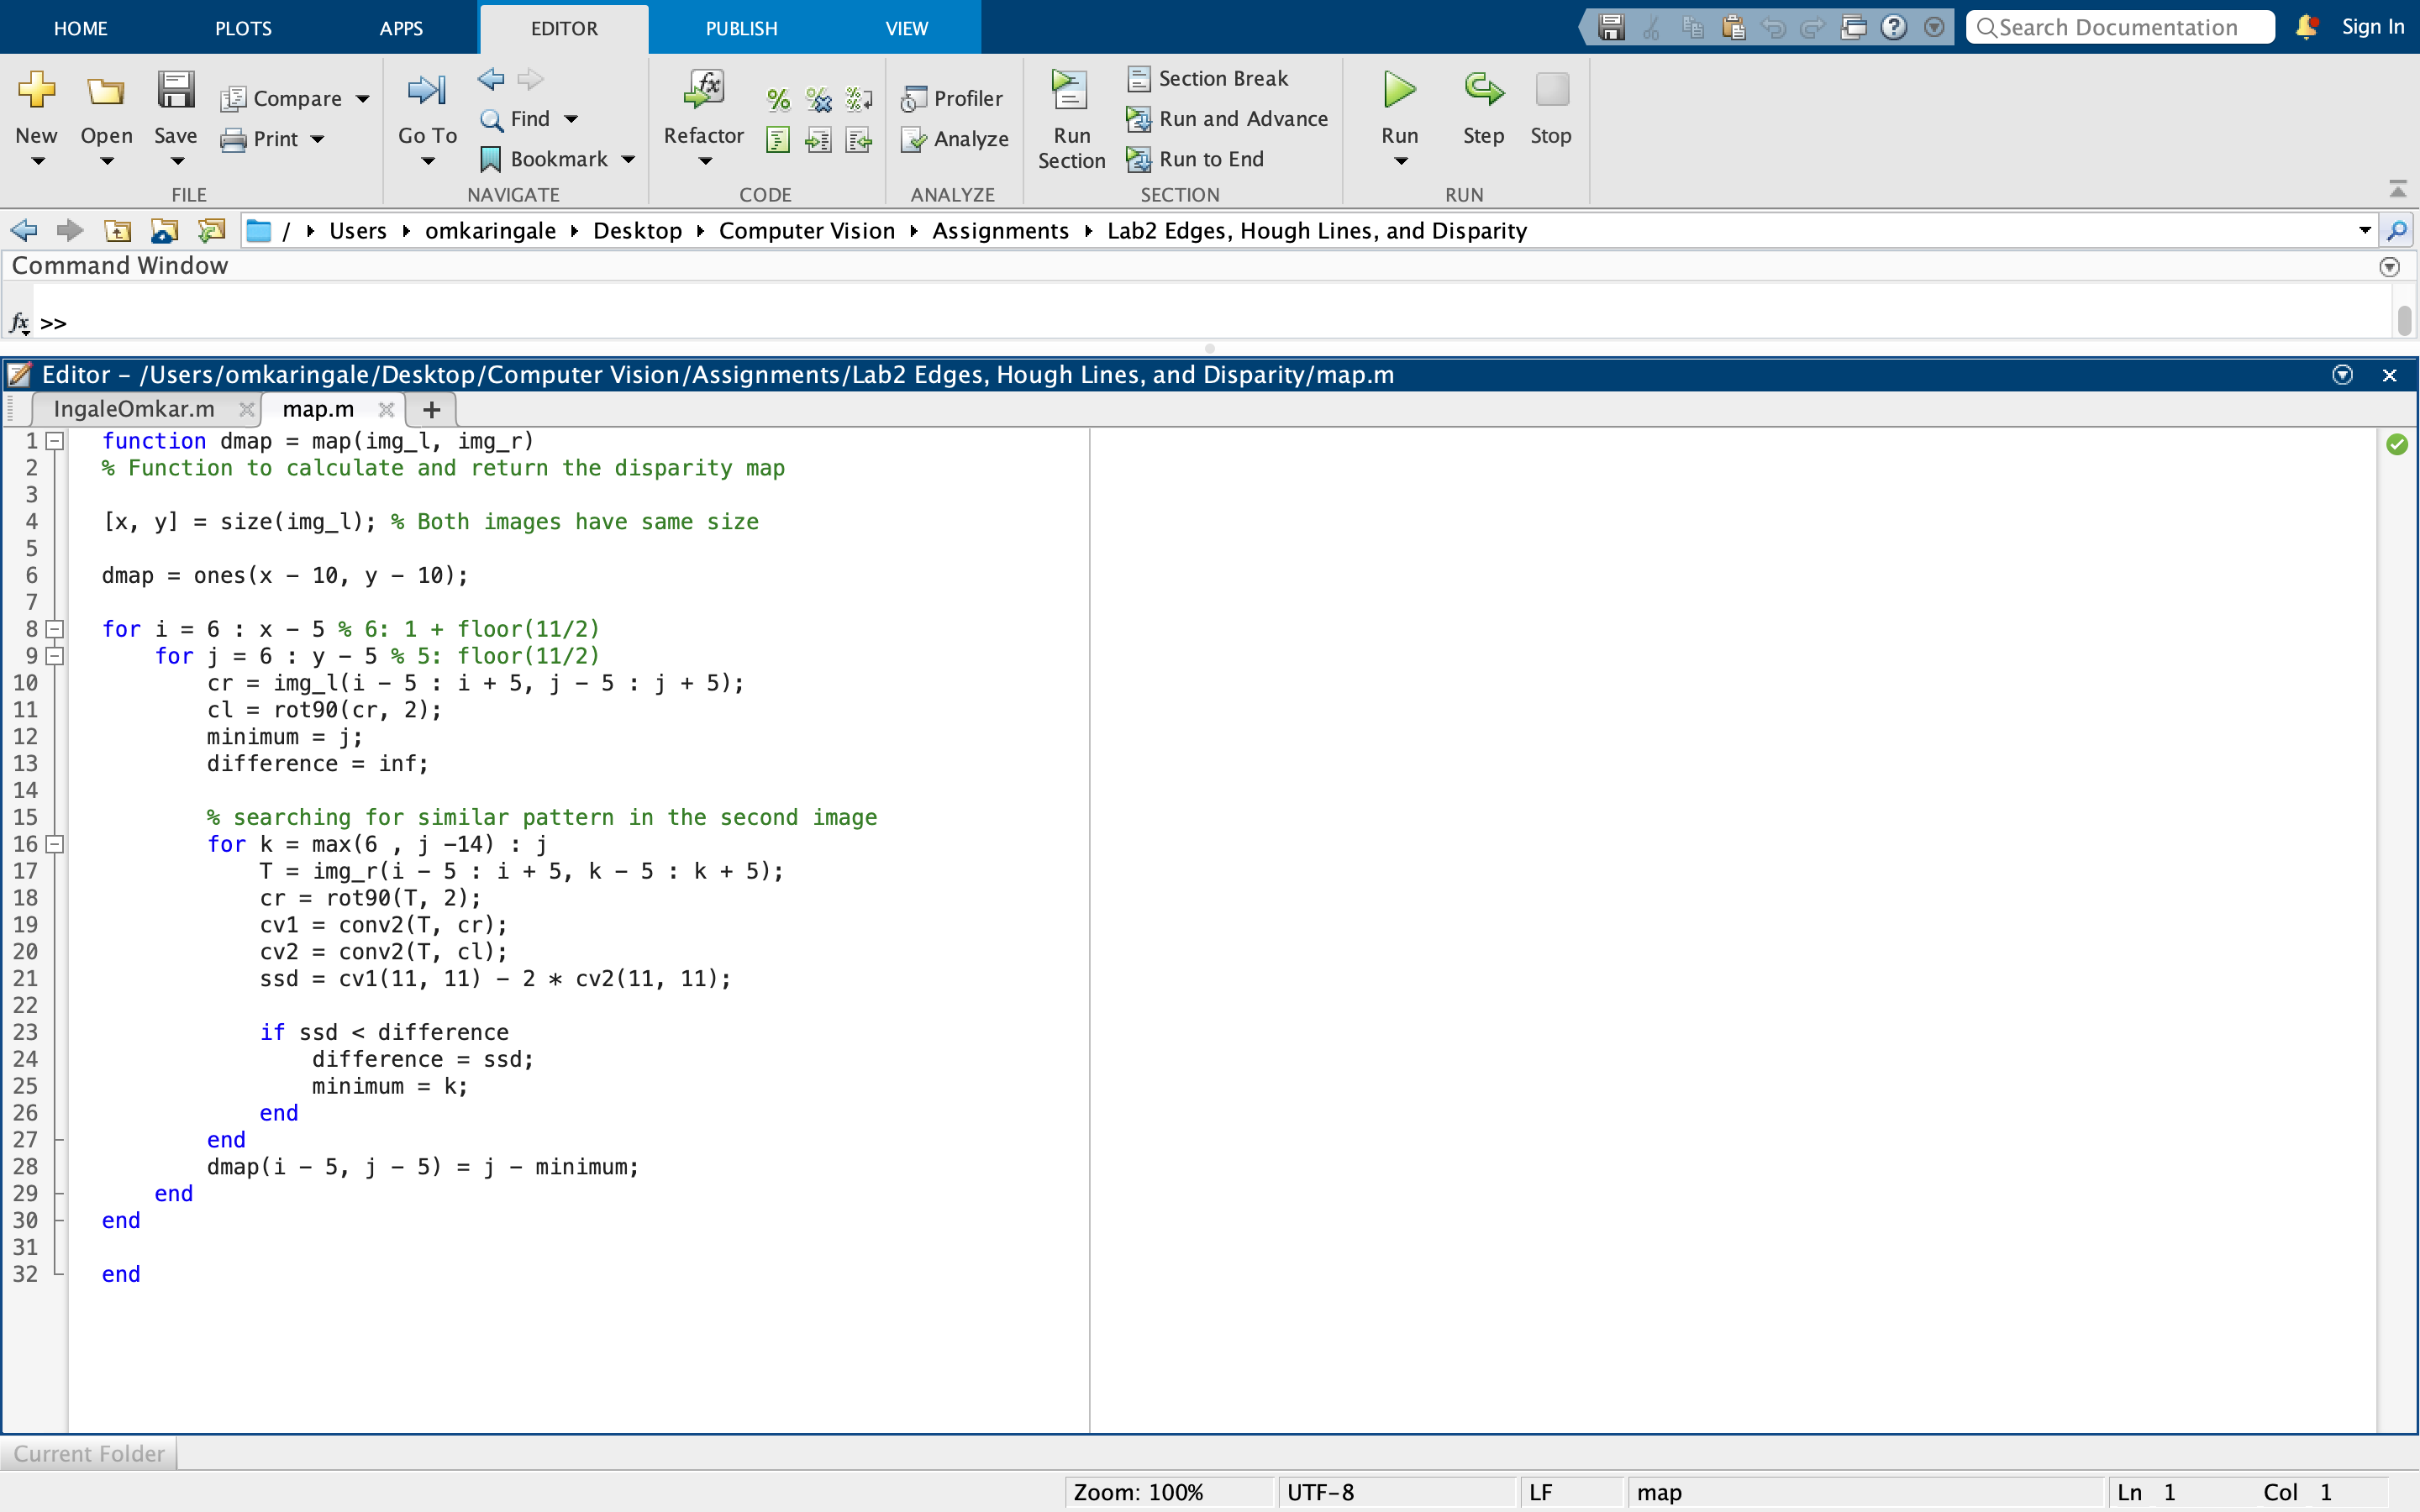 HOME PLOTS APPS EDITOR PUBLISH VIEW Search Documentation Sign In
New Open Save Compare Print FILE
Go To Find Bookmark NAVIGATE
Refactor CODE
Profiler Analyze ANALYZE
Run Section Section Break Run and Advance Run to End SECTION
Run Step Stop RUN
/ Users omkaringale Desktop Computer Vision Assignments Lab2 Edges, Hough Lines, and Disparity
Command Window
fx >>
Editor - /Users/omkaringale/Desktop/Computer Vision/Assignments/Lab2 Edges, Hough Lines, and Disparity/map.m
IngaleOmkar.m map.m +
1 function dmap = map(img_l, img_r)
2 % Function to calculate and return the disparity map
3
4 [x, y] = size(img_l); % Both images have same size
5
6 dmap = ones(x - 10, y - 10);
7
8 for i = 6 : x - 5 % 6: 1 + floor(11/2)
9 for j = 6 : y - 5 % 5: floor(11/2)
10 cr = img_l(i - 5 : i + 5, j - 5 : j + 5);
11 cl = rot90(cr, 2);
12 minimum = j;
13 difference = inf;
14
15 % searching for similar pattern in the second image
16 for k = max(6 , j -14) : j
17 T = img_r(i - 5 : i + 5, k - 5 : k + 5);
18 cr = rot90(T, 2);
19 cv1 = conv2(T, cr);
20 cv2 = conv2(T, cl);
21 ssd = cv1(11, 11) - 2 * cv2(11, 11);
22
23 if ssd < difference
24 difference = ssd;
25 minimum = k;
26 end
27 end
28 dmap(i - 5, j - 5) = j - minimum;
29 end
30 end
31
32 end
Current Folder
Zoom: 100% UTF-8 LF map Ln 1 Col 1